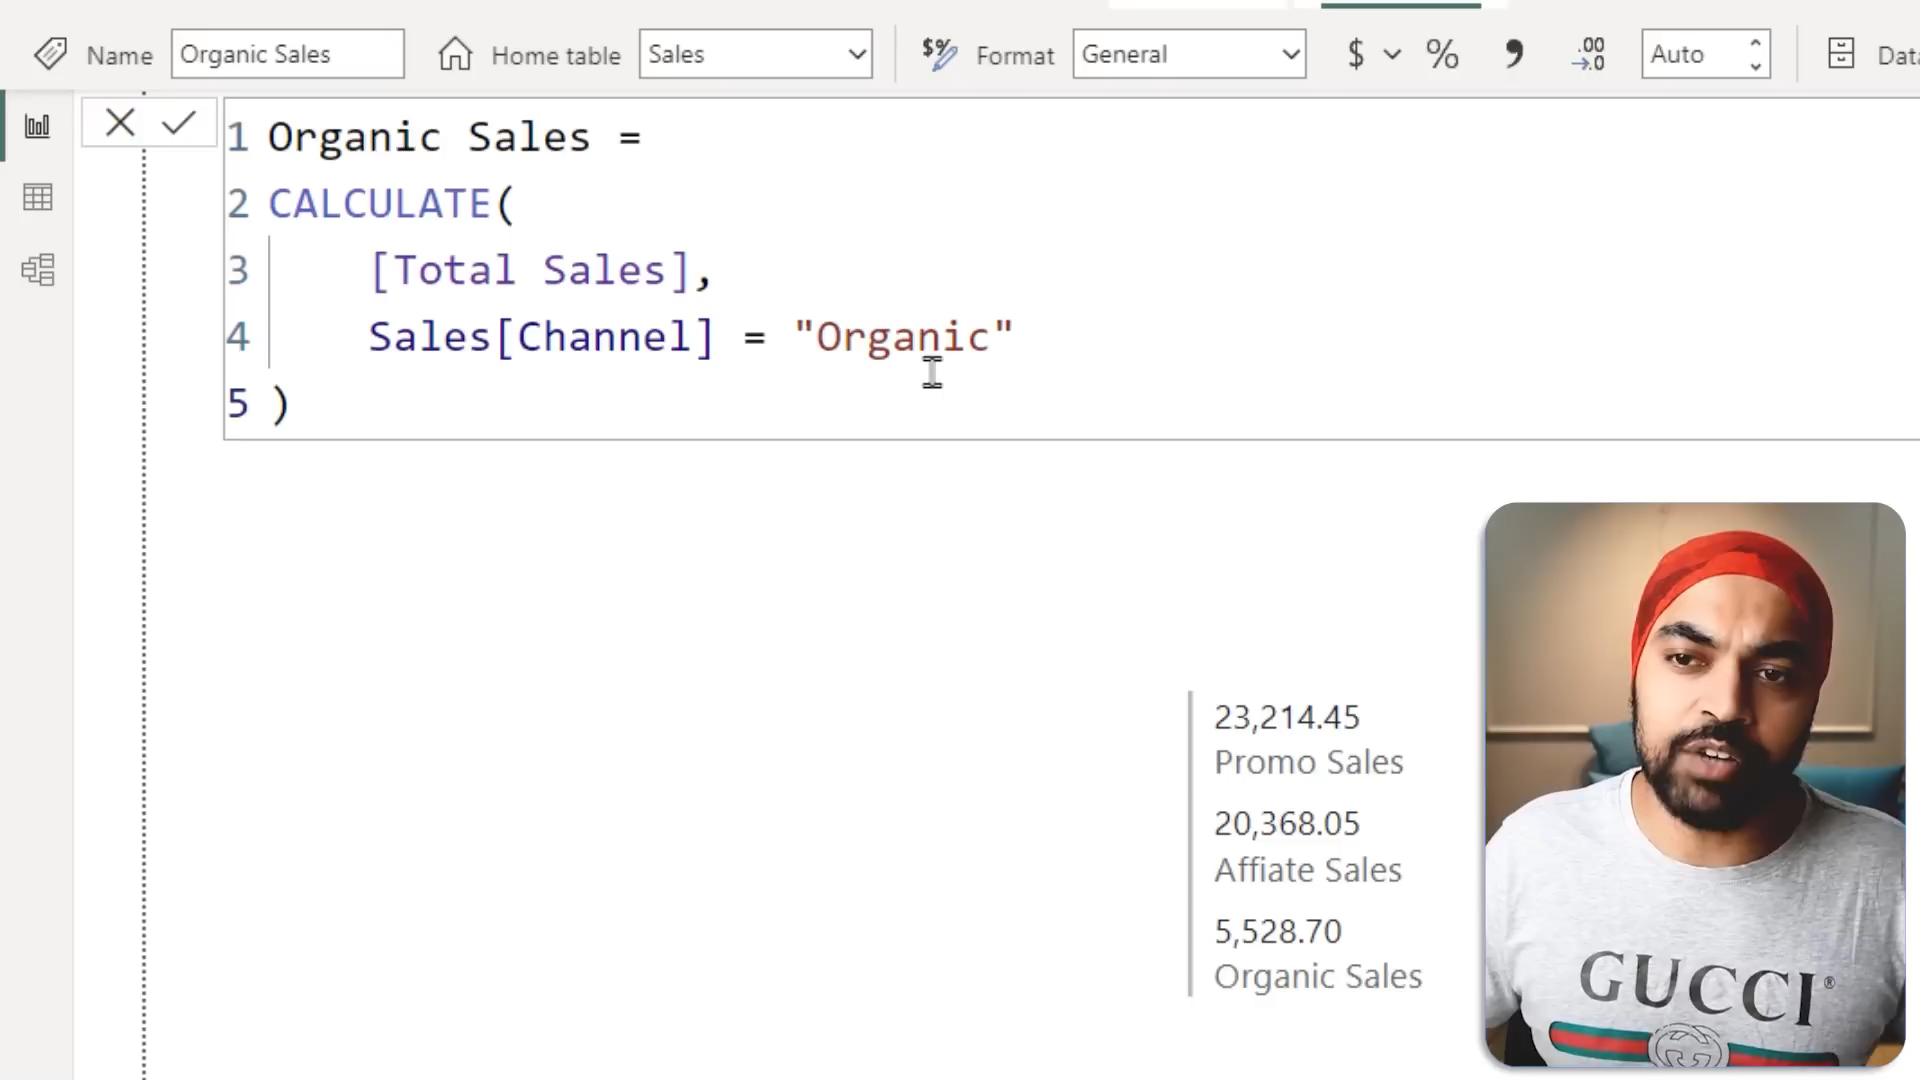 Name Organic Sales Home table Sales Format General $ % , .00 →.0 Auto Data
1 Organic Sales =
2 CALCULATE(
3 [Total Sales],
4 Sales[Channel] = "Organic"
5 )
23,214.45
Promo Sales
20,368.05
Affiate Sales
5,528.70
Organic Sales
GUCCI®